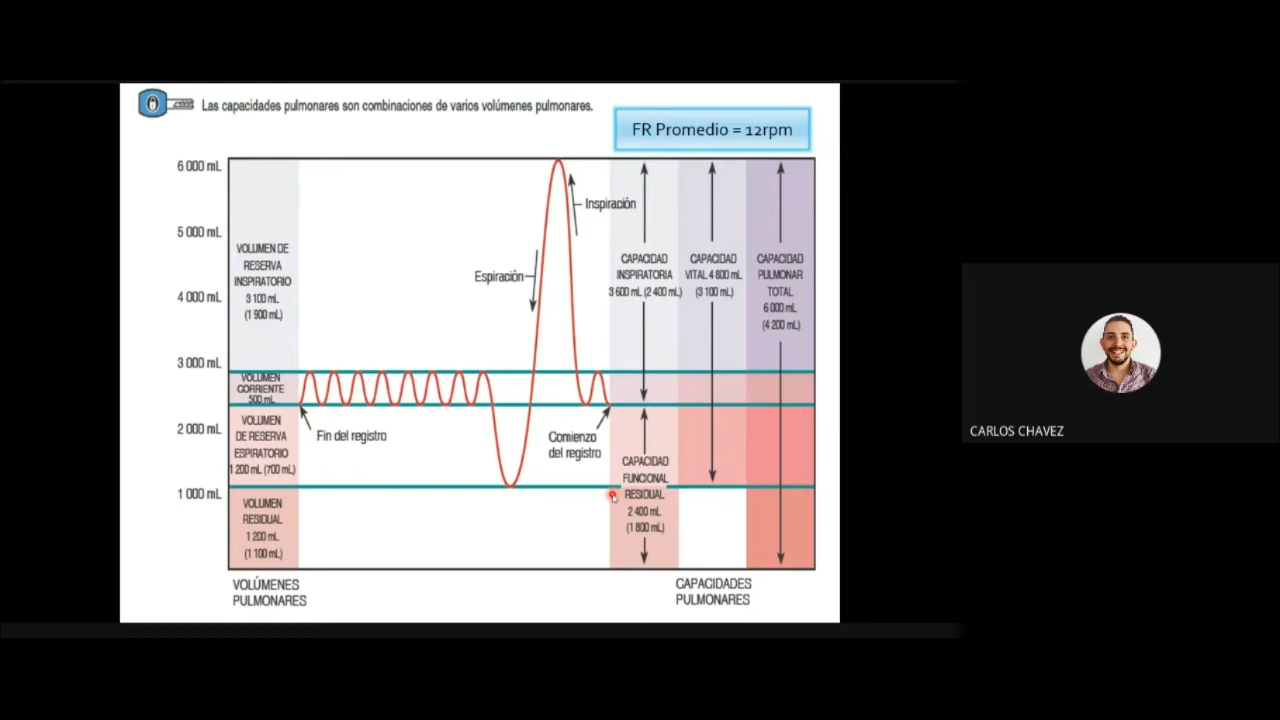 Las capacidades pulmonares son combinaciones de varios volúmenes pulmonares.
FR Promedio = 12rpm
6 000 mL
5 000 mL
4 000 mL
3 000 mL
2 000 mL
1 000 mL
VOLUMEN DE
RESERVA
INSPIRATORIO
3 100 mL
(1 900 mL)
VOLUMEN
CORRIENTE
500 mL
VOLUMEN
DE RESERVA
ESPIRATORIO
1 200 mL (700 mL)
VOLUMEN
RESIDUAL
1 200 mL
(1 100 mL)
VOLÚMENES
PULMONARES
Inspiración
Espiración
Fin del registro
Comienzo
del registro
CAPACIDAD
INSPIRATORIA
3 600 mL (2 400 mL)
CAPACIDAD
VITAL 4 800 mL
(3 100 mL)
CAPACIDAD
PULMONAR
TOTAL
6 000 mL
(4 200 mL)
CAPACIDAD
FUNCIONAL
RESIDUAL
2 400 mL
(1 800 mL)
CAPACIDADES
PULMONARES
CARLOS CHAVEZ